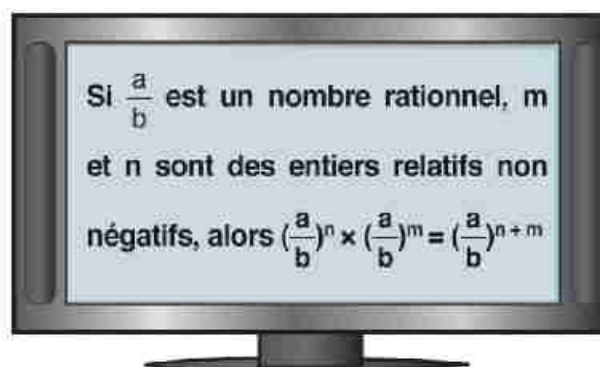 Si a/b est un nombre rationnel, m
et n sont des entiers relatifs non
négatifs, alors (a/b)ⁿ × (a/b)ᵐ = (a/b)ⁿ ⁺ ᵐ